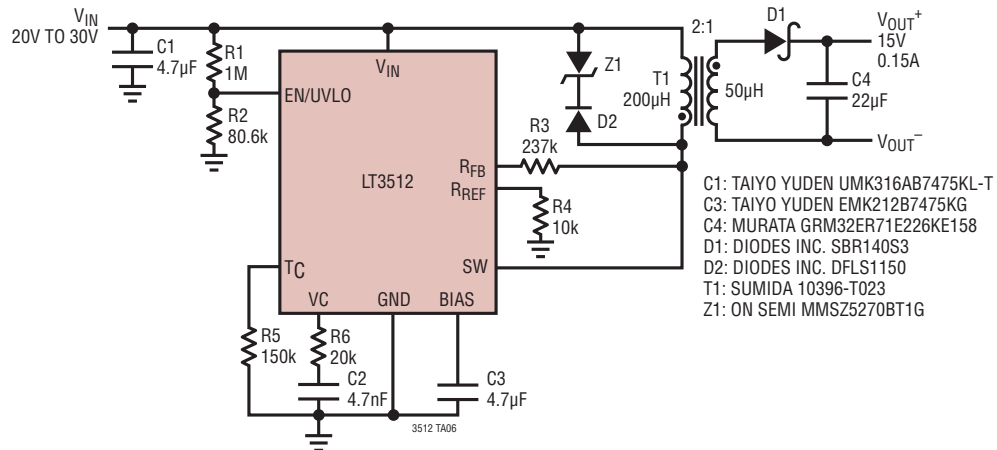 VIN
20V TO 30V
C1
4.7µF
R1
1M
R2
80.6k
VIN
EN/UVLO
LT3512
RFB
RREF
SW
TC
VC
GND
BIAS
Z1
D2
R3
237k
R4
10k
2:1
T1
200µH
50µH
D1
VOUT+
15V
0.15A
C4
22µF
VOUT–
R5
150k
R6
20k
C2
4.7nF
C3
4.7µF
3512 TA06
C1: TAIYO YUDEN UMK316AB7475KL-T
C3: TAIYO YUDEN EMK212B7475KG
C4: MURATA GRM32ER71E226KE158
D1: DIODES INC. SBR140S3
D2: DIODES INC. DFLS1150
T1: SUMIDA 10396-T023
Z1: ON SEMI MMSZ5270BT1G